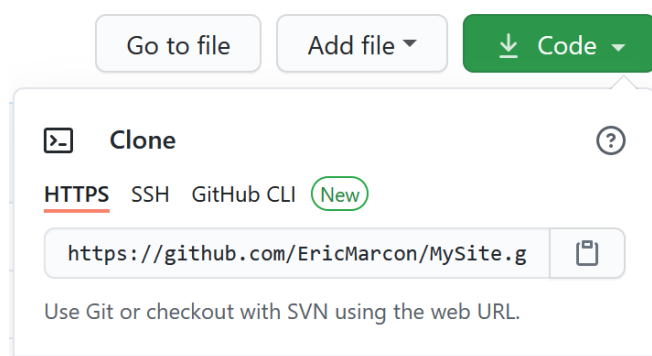 Go to file Add file Code
Clone
HTTPS SSH GitHub CLI New
https://github.com/EricMarcon/MySite.g
Use Git or checkout with SVN using the web URL.